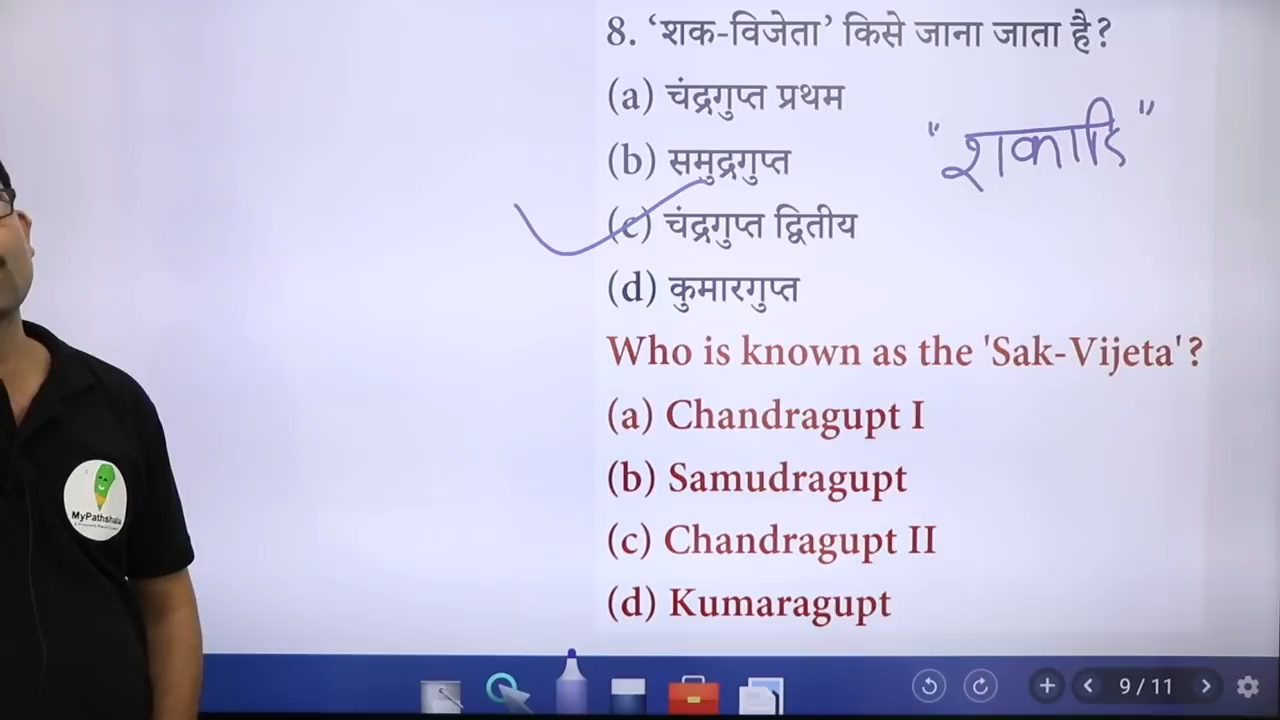 8. ‘शक-विजेता’ किसे जाना जाता है?
(a) चंद्रगुप्त प्रथम
"शकारि"
(b) समुद्रगुप्त
(c) चंद्रगुप्त द्वितीय
(d) कुमारगुप्त
Who is known as the 'Sak-Vijeta'?
(a) Chandragupt I
(b) Samudragupt
(c) Chandragupt II
(d) Kumaragupt
MyPathshala
9 / 11